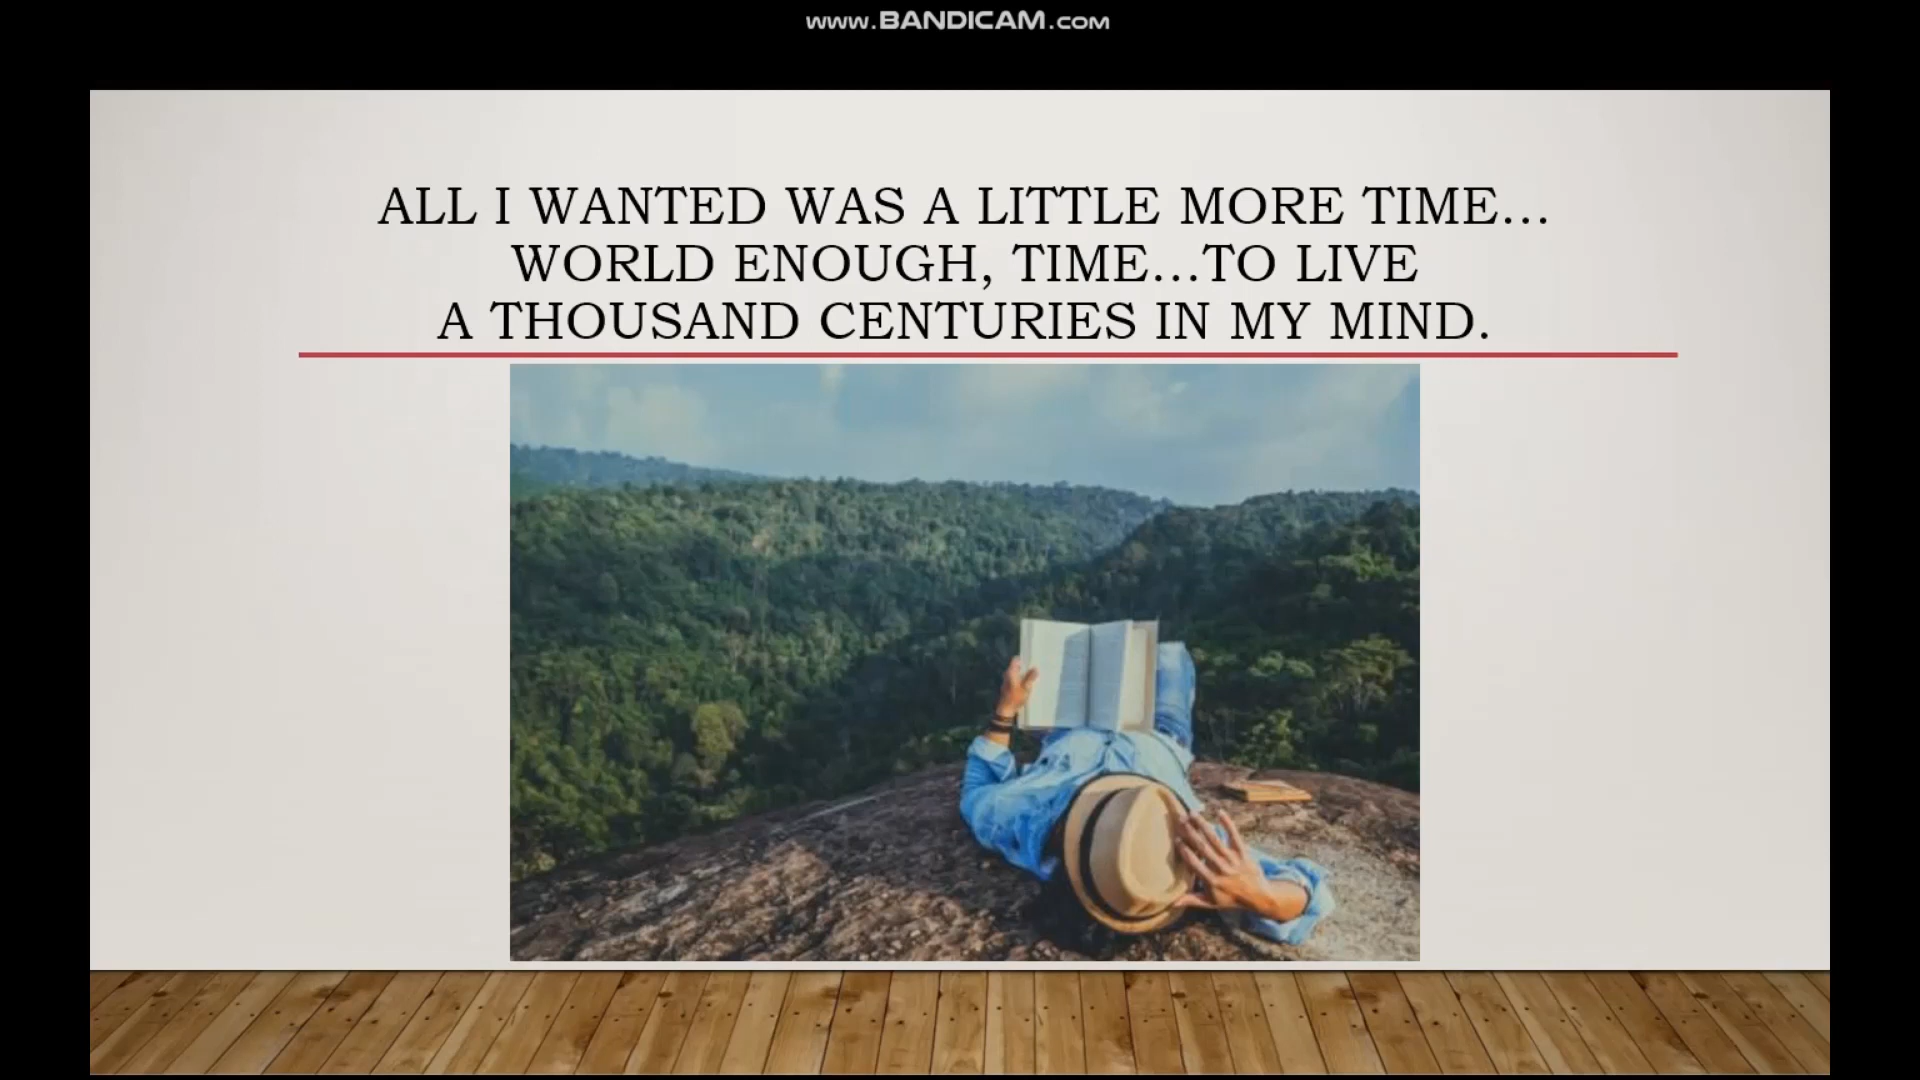 www.BANDICAM.com
ALL I WANTED WAS A LITTLE MORE TIME...
WORLD ENOUGH, TIME...TO LIVE
A THOUSAND CENTURIES IN MY MIND.